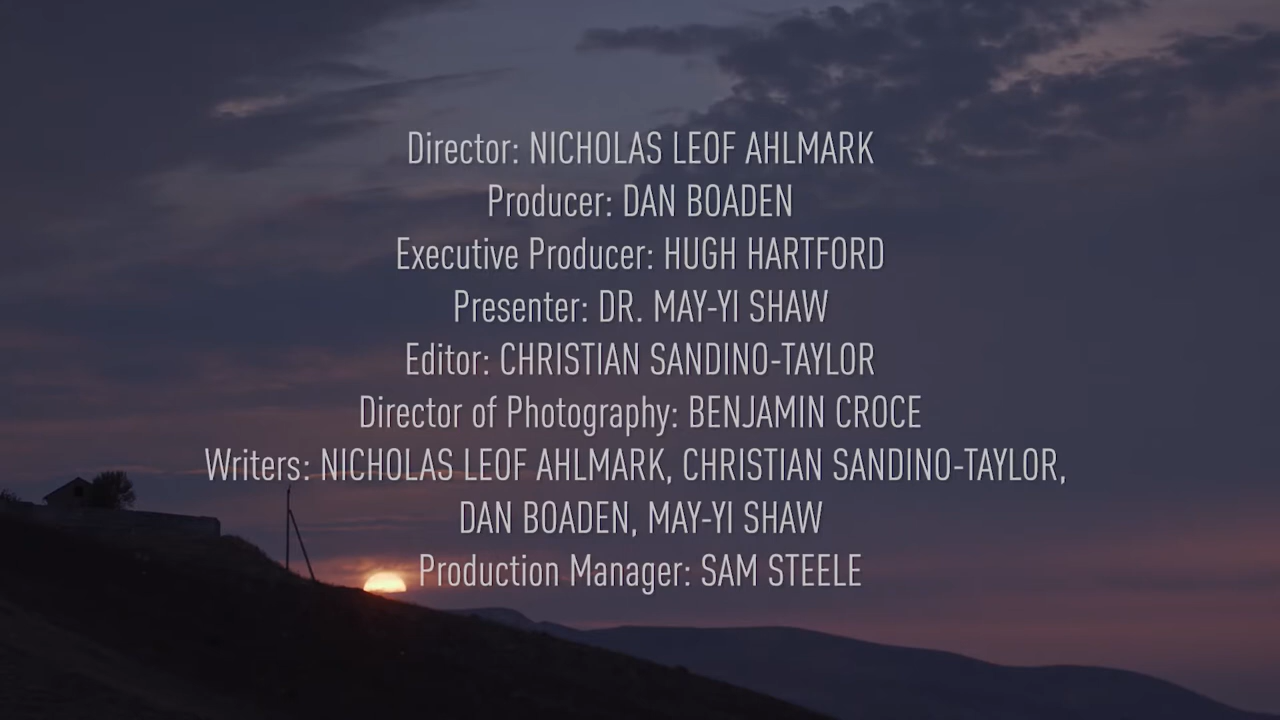 Director: NICHOLAS LEOF AHLMARK
Producer: DAN BOADEN
Executive Producer: HUGH HARTFORD
Presenter: DR. MAY-YI SHAW
Editor: CHRISTIAN SANDINO-TAYLOR
Director of Photography: BENJAMIN CROCE
Writers: NICHOLAS LEOF AHLMARK, CHRISTIAN SANDINO-TAYLOR,
DAN BOADEN, MAY-YI SHAW
Production Manager: SAM STEELE